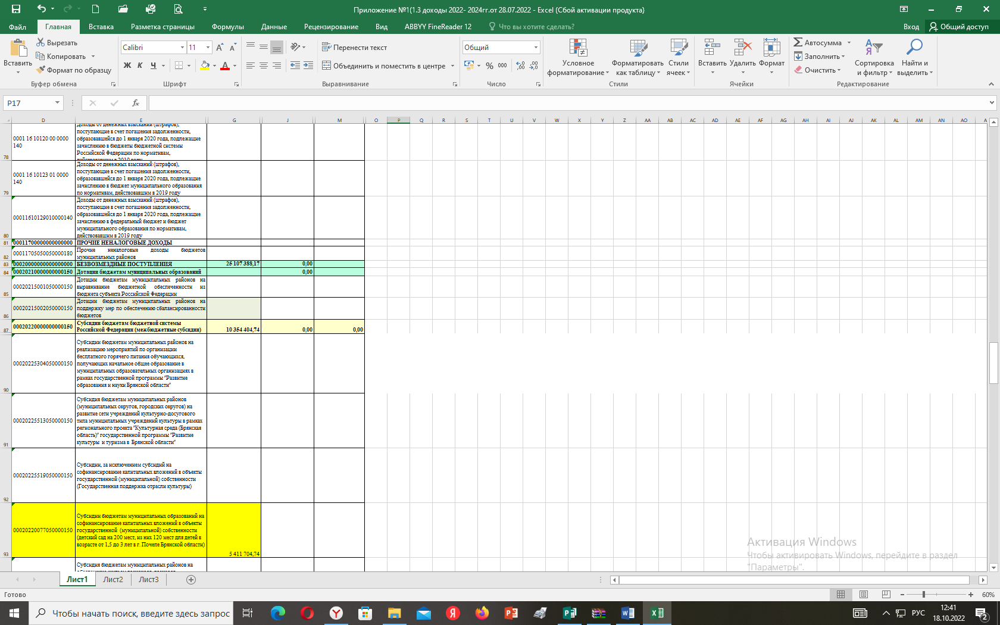 Приложение №1(1.3 доходы 2022- 2024гг.от 28.07.2022 - Excel (Сбой активации продукта)
Файл Главная Вставка Разметка страницы Формулы Данные Рецензирование Вид ABBYY FineReader 12 Что вы хотите сделать? Вход Общий доступ
Вставить
Вырезать
Копировать
Формат по образцу
Буфер обмена
Calibri 11
Ж К Ч
Шрифт
Перенести текст
Объединить и поместить в центре
Выравнивание
Общий
% 000
Число
Условное форматирование
Форматировать как таблицу
Стили ячеек
Стили
Вставить Удалить Формат
Ячейки
Автосумма
Заполнить
Очистить
Сортировка и фильтр
Найти и выделить
Редактирование
P17 fx
D E G J M O P Q R S T U V W X Y Z AA AB AC AD AE AF AG AH AI AJ AK AL AM AN AO
78
0001 16 10120 00 0000
140
Доходы от денежных взысканий (штрафов),
поступающие в счет погашения задолженности,
образовавшейся до 1 января 2020 года, подлежащие
зачислению в бюджеты бюджетной системы
Российской Федерации по нормативам,
действовавшим в 2019 году
79
0001 16 10123 01 0000
140
Доходы от денежных взысканий (штрафов),
поступающие в счет погашения задолженности,
образовавшейся до 1 января 2020 года, подлежащие
зачислению в бюджет муниципального образования
по нормативам, действовавшим в 2019 году
80
00011610129010000140
Доходы от денежных взысканий (штрафов),
поступающие в счет погашения задолженности,
образовавшейся до 1 января 2020 года, подлежащие
зачислению в федеральный бюджет и бюджет
муниципального образования по нормативам,
действовавшим в 2019 году
81 00011700000000000000 ПРОЧИЕ НЕНАЛОГОВЫЕ ДОХОДЫ
82 00011705050050000180
Прочие неналоговые доходы бюджетов
муниципальных районов
83 00020000000000000000 БЕЗВОЗМЕЗДНЫЕ ПОСТУПЛЕНИЯ 25 107 388,17 0,00
84 00020210000000000150 Дотации бюджетам муниципальных образований 0,00
85 00020215001050000150
Дотации бюджетам муниципальных районов на
выравнивание бюджетной обеспеченности из
бюджета субъекта Российской Федерации
86 00020215002050000150
Дотации бюджетам муниципальных районов на
поддержку мер по обеспечению сбалансированности
бюджетов
87 00020220000000000150
Субсидии бюджетам бюджетной системы
Российской Федерации (межбюджетные субсидии) 10 354 404,74 0,00 0,00
90 00020225304050000150
Субсидии бюджетам муниципальных районов на
реализацию мероприятий по организации
бесплатного горячего питания обучающихся,
получающих начальное общее образование в
муниципальных образовательных организациях в
рамках государственной программы "Развитие
образования и науки Брянской области"
91 00020225513050000150
Субсидия бюджетам муниципальных районов
(муниципальных округов, городских округов) на
развитие сети учреждений культурно-досугового
типа муниципальных учреждений культуры в рамках
регионального проекта "Культурная среда (Брянская
область)" государственной программы "Развитие
культуры и туризма в Брянской области"
92 00020225519050000150
Субсидии, за исключением субсидий на
софинансирование капитальных вложений в объекты
государственной (муниципальной) собственности
(Государственная поддержка отрасли культуры)
93 00020220077050000150
Субсидии бюджетам муниципальных образований на
софинансирование капитальных вложений в объекты
государственной (муниципальной) собственности
(детский сад на 200 мест, из них 120 мест для детей в
возрасте от 1,5 до 3 лет в г. Почепе Брянской области)
5 411 704,74
Субсидия бюджетам муниципальных районов на
Активация Windows
Чтобы активировать Windows, перейдите в раздел
"Параметры".
Лист1 Лист2 Лист3
Готово 60%
Чтобы начать поиск, введите здесь запрос
РУС
12:41
18.10.2022
2